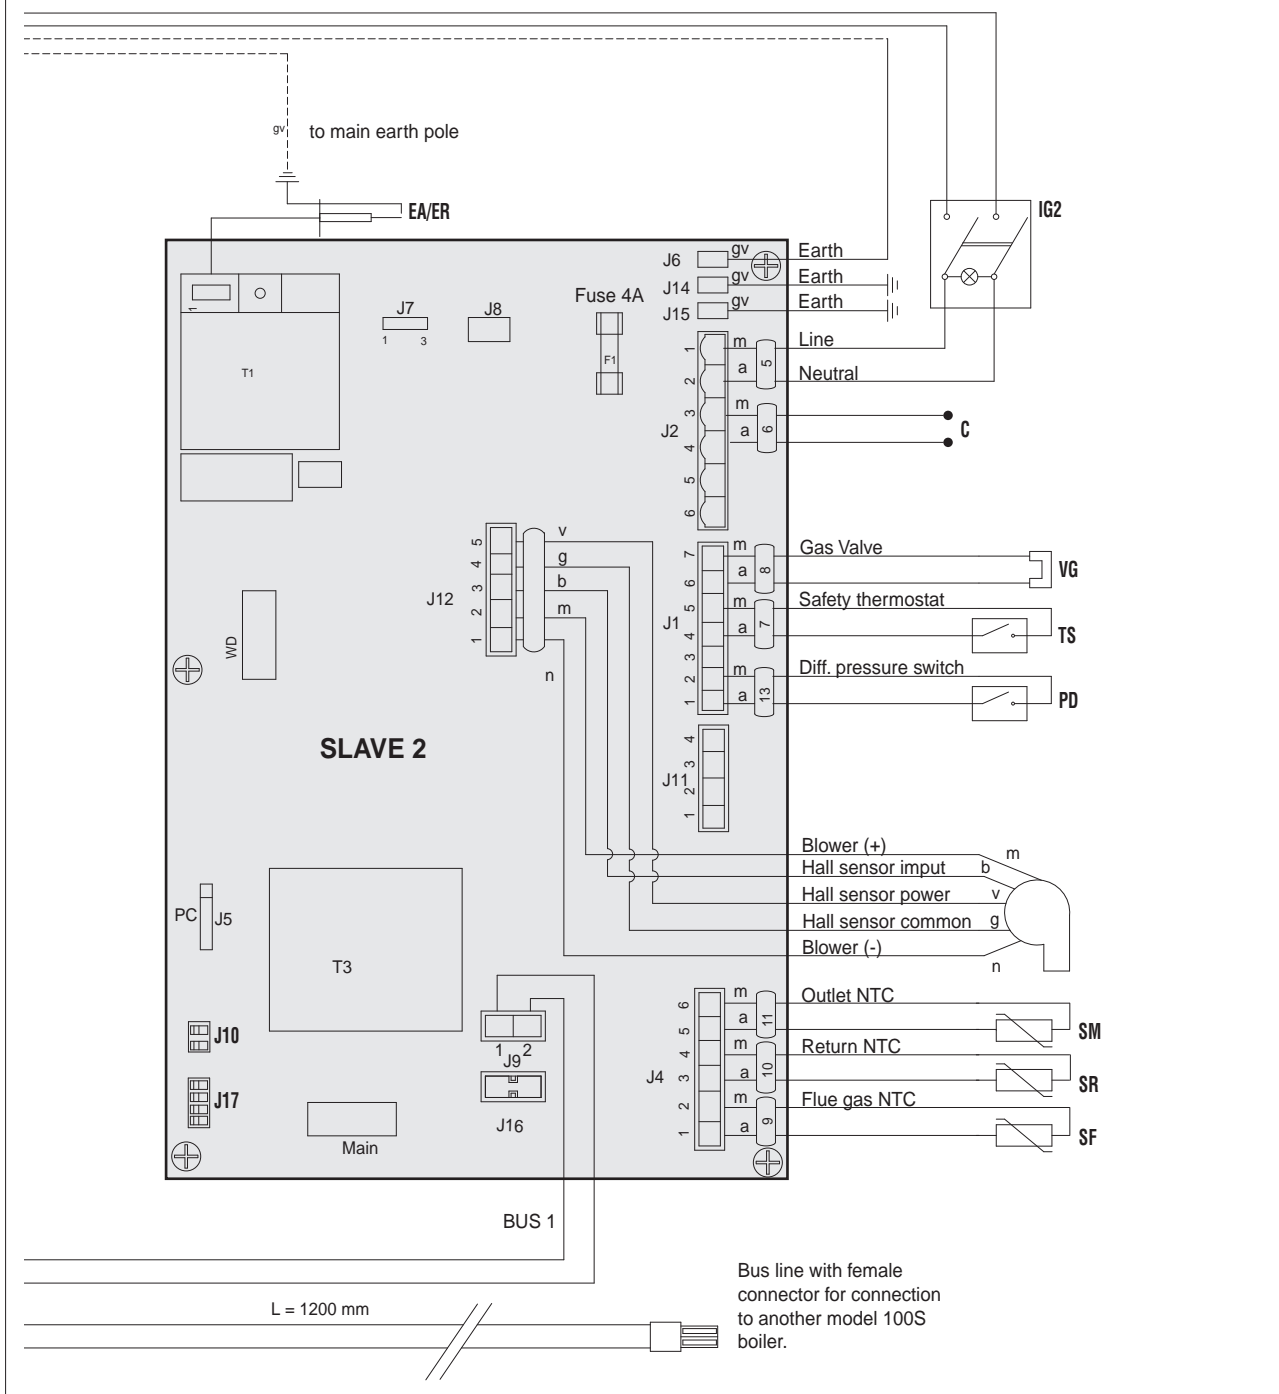 gv
to main earth pole
EA/ER
IG2
J6
gv
Earth
J14
gv
Earth
J15
gv
Earth
Fuse 4A
F1
J7
1 3
J8
1
T1
J2
1
2
3
4
5
6
m
a
5
Line
Neutral
m
a
6
C
J12
5
4
3
2
1
v
g
b
m
n
J1
7
6
5
4
3
2
1
m
a
8
Gas Valve
VG
m
a
7
Safety thermostat
TS
m
a
13
Diff. pressure switch
PD
WD
SLAVE 2
J11
4
3
2
1
Blower (+)
m
Hall sensor imput
b
Hall sensor power
v
Hall sensor common
g
Blower (-)
n
PC
J5
T3
J10
J17
1 2
J9
J16
Main
J4
6
5
4
3
2
1
m
a
11
Outlet NTC
SM
m
a
10
Return NTC
SR
m
a
9
Flue gas NTC
SF
BUS 1
L = 1200 mm
Bus line with female
connector for connection
to another model 100S
boiler.